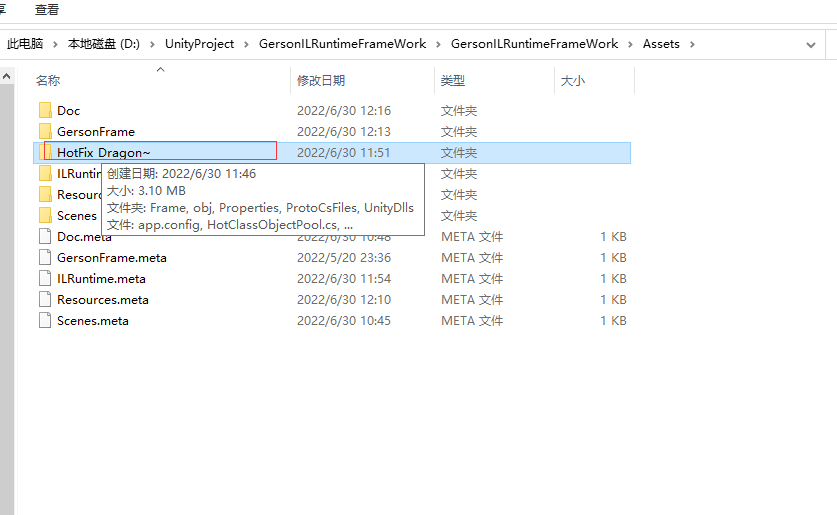 享 查看
此电脑 > 本地磁盘 (D:) > UnityProject > GersonILRuntimeFrameWork > GersonILRuntimeFrameWork > Assets >
名称 修改日期 类型 大小
Doc 2022/6/30 12:16 文件夹
GersonFrame 2022/6/30 12:13 文件夹
HotFix_Dragon~ 2022/6/30 11:51 文件夹
ILRuntim 文件夹
创建日期: 2022/6/30 11:46
大小: 3.10 MB
Resourc 文件夹
文件夹: Frame, obj, Properties, ProtoCsFiles, UnityDlls
Scenes 文件夹
文件: app.config, HotClassObjectPool.cs, ...
Doc.meta 2022/6/30 10:48 META 文件 1 KB
GersonFrame.meta 2022/5/20 23:36 META 文件 1 KB
ILRuntime.meta 2022/6/30 11:54 META 文件 1 KB
Resources.meta 2022/6/30 12:10 META 文件 1 KB
Scenes.meta 2022/6/30 10:45 META 文件 1 KB